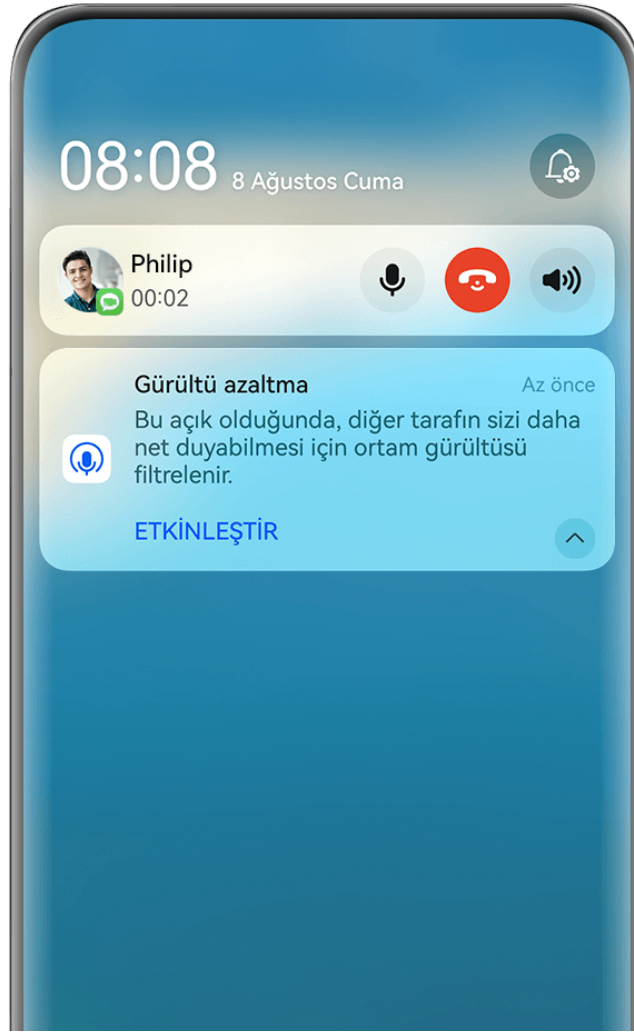 08:08 8 Ağustos Cuma
Philip
00:02
Gürültü azaltma Az önce
Bu açık olduğunda, diğer tarafın sizi daha
net duyabilmesi için ortam gürültüsü
filtrelenir.
ETKİNLEŞTİR